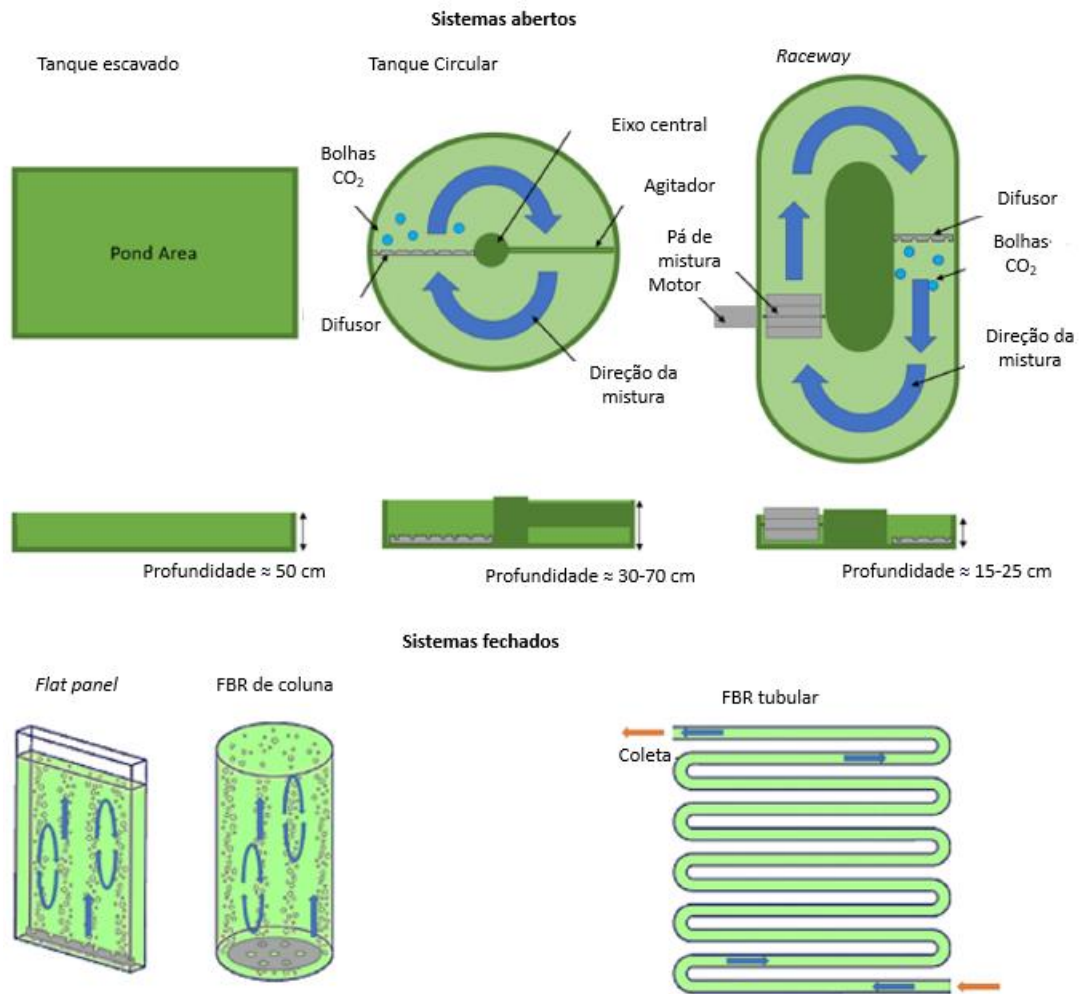 Sistemas abertos
Tanque escavado
Tanque Circular
Raceway
Pond Area
Bolhas
CO₂
Eixo central
Agitador
Difusor
Direção da
mistura
Pá de
mistura
Motor
Difusor
Bolhas
CO₂
Direção da
mistura
Profundidade ≈ 50 cm
Profundidade ≈ 30-70 cm
Profundidade ≈ 15-25 cm
Sistemas fechados
Flat panel
FBR de coluna
FBR tubular
Coleta